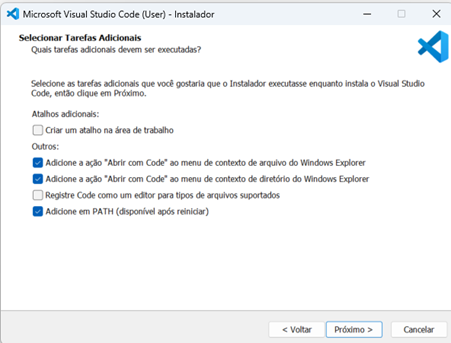 Microsoft Visual Studio Code (User) - Instalador
Selecionar Tarefas Adicionais
Quais tarefas adicionais devem ser executadas?
Selecione as tarefas adicionais que você gostaria que o Instalador executasse enquanto instala o Visual Studio
Code, então clique em Próximo.
Atalhos adicionais:
Criar um atalho na área de trabalho
Outros:
Adicione a ação "Abrir com Code" ao menu de contexto de arquivo do Windows Explorer
Adicione a ação "Abrir com Code" ao menu de contexto de diretório do Windows Explorer
Registre Code como um editor para tipos de arquivos suportados
Adicione em PATH (disponível após reiniciar)
< Voltar
Próximo >
Cancelar